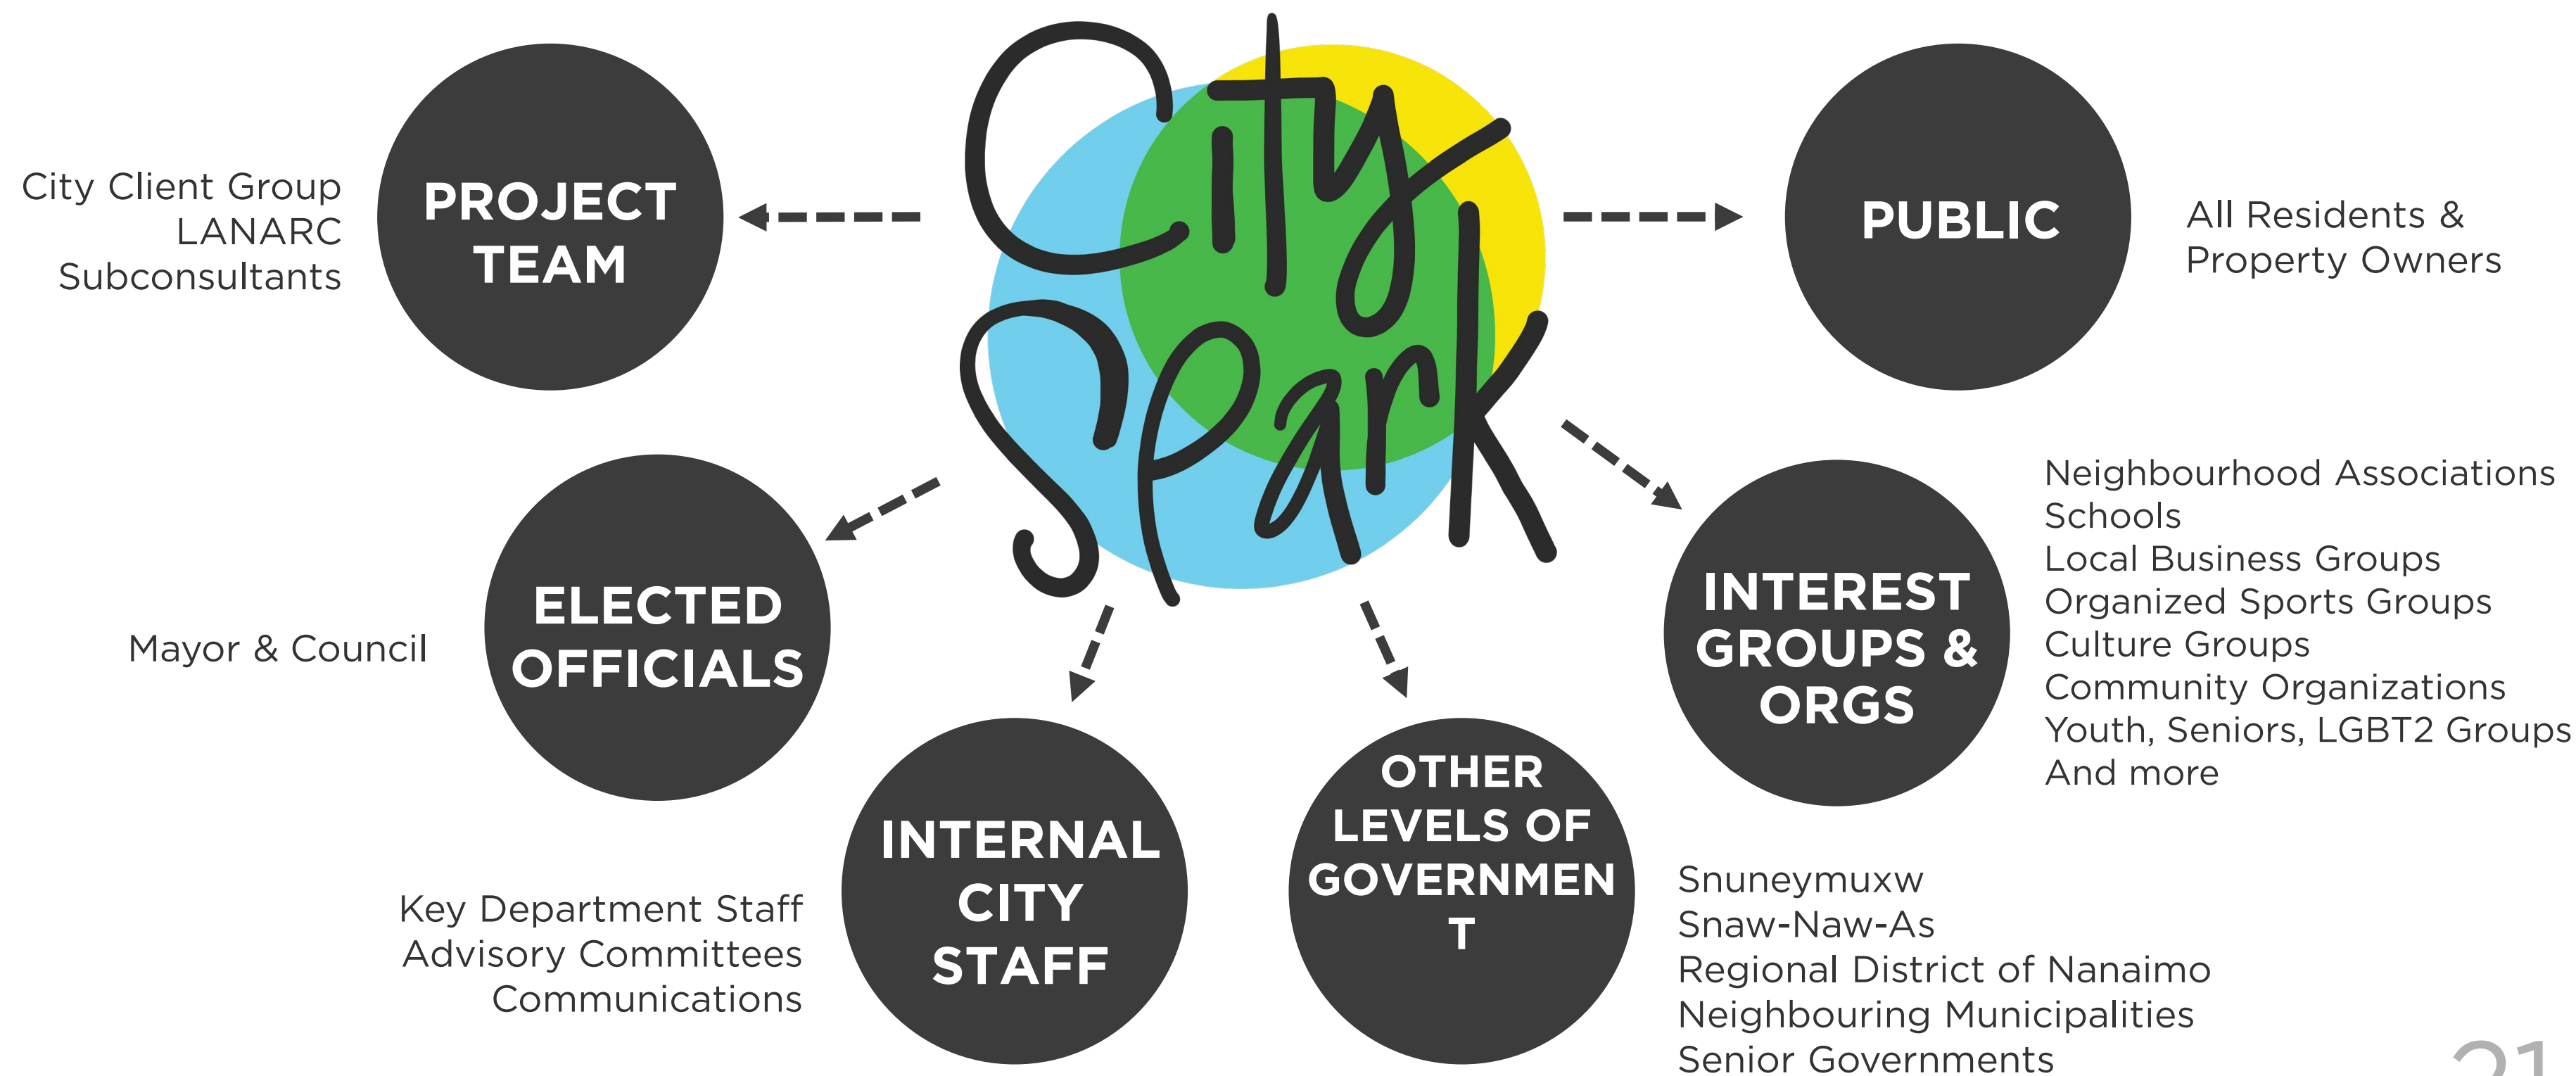 City
Spark
City Client Group
LANARC
Subconsultants
PROJECT
TEAM
PUBLIC
All Residents &
Property Owners
Mayor & Council
ELECTED
OFFICIALS
INTEREST
GROUPS &
ORGS
Neighbourhood Associations
Schools
Local Business Groups
Organized Sports Groups
Culture Groups
Community Organizations
Youth, Seniors, LGBT2 Groups
And more
Key Department Staff
Advisory Committees
Communications
INTERNAL
CITY
STAFF
OTHER
LEVELS OF
GOVERNMEN
T
Snuneymuxw
Snaw-Naw-As
Regional District of Nanaimo
Neighbouring Municipalities
Senior Governments
21